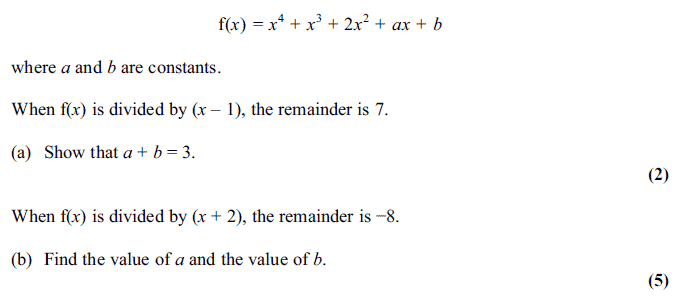 f(x) = x⁴ + x³ + 2x² + ax + b
where a and b are constants.
When f(x) is divided by (x – 1), the remainder is 7.
(a) Show that a + b = 3.
(2)
When f(x) is divided by (x + 2), the remainder is −8.
(b) Find the value of a and the value of b.
(5)